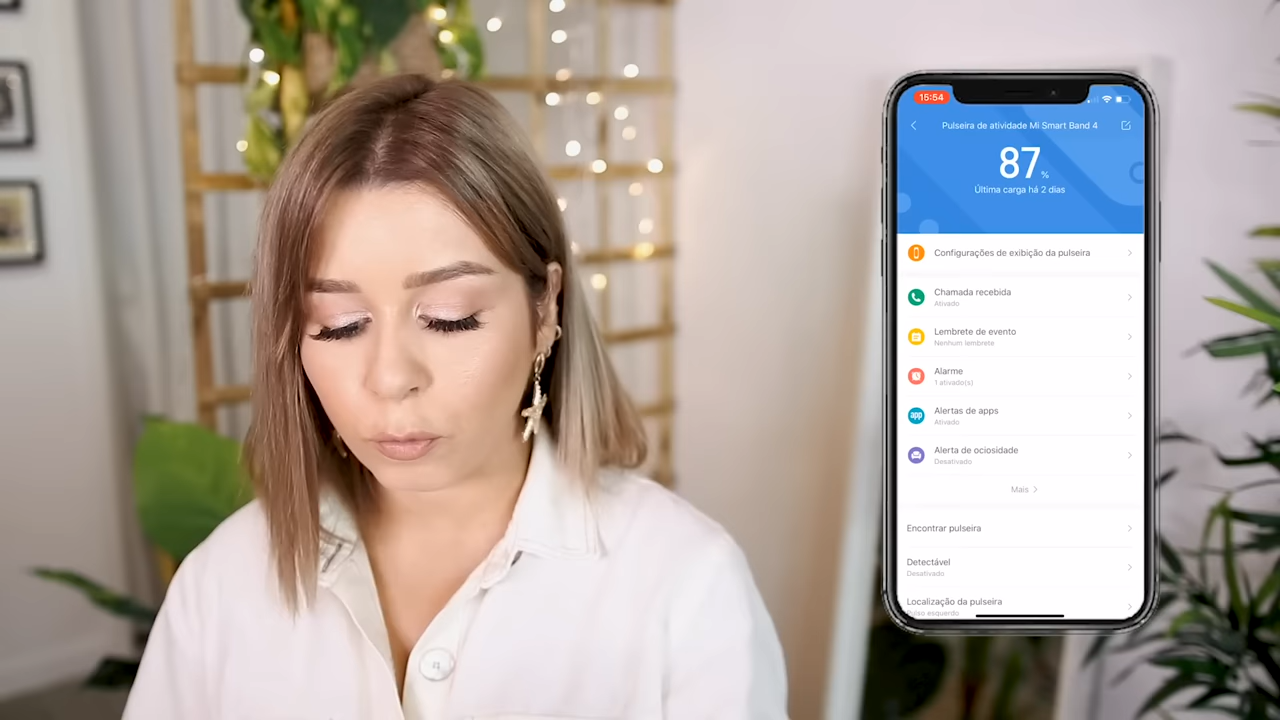 15:54
Pulseira de atividade Mi Smart Band 4
87 %
Última carga há 2 dias
Configurações de exibição da pulseira
Chamada recebida
Ativado
Lembrete de evento
Nenhum lembrete
Alarme
1 ativado(s)
app
Alertas de apps
Ativado
Alerta de ociosidade
Desativado
Mais
Encontrar pulseira
Detectável
Desativado
Localização da pulseira
Pulso esquerdo